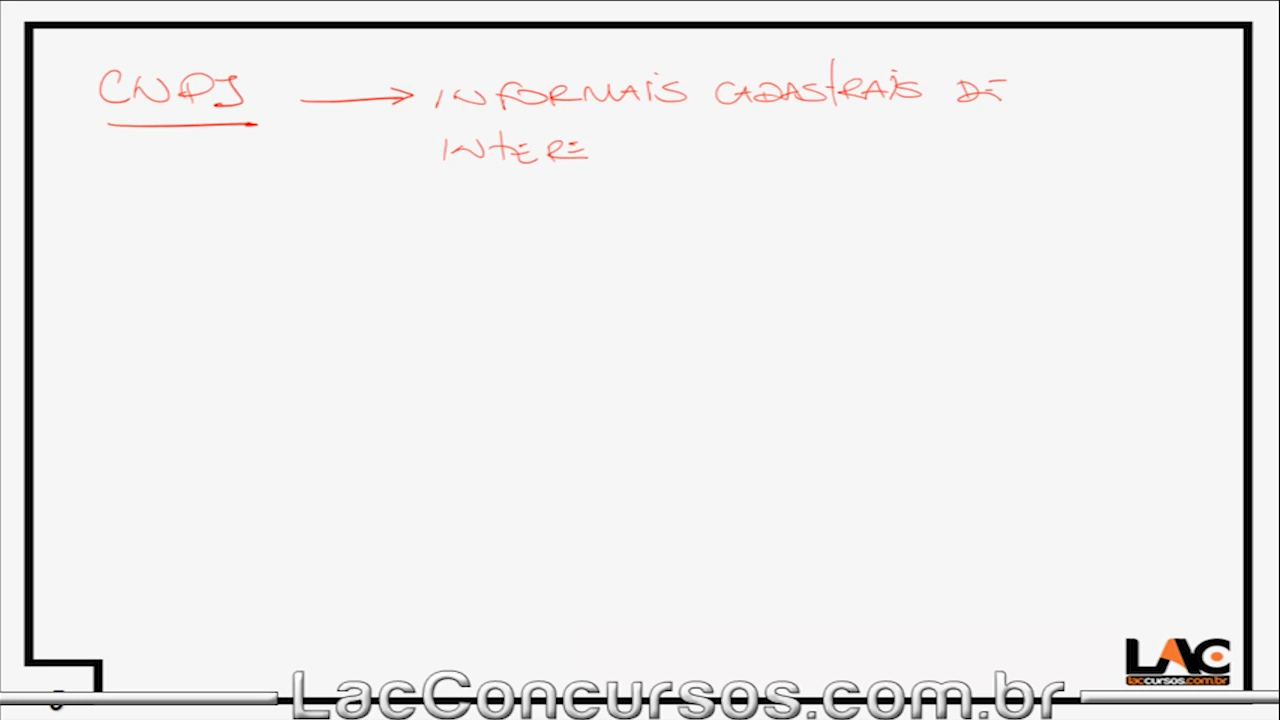 CNPJ → INFORMAIS CADASTRAIS DE
INTERE
LAC
laccursos.com.br
LacConcursos.com.br